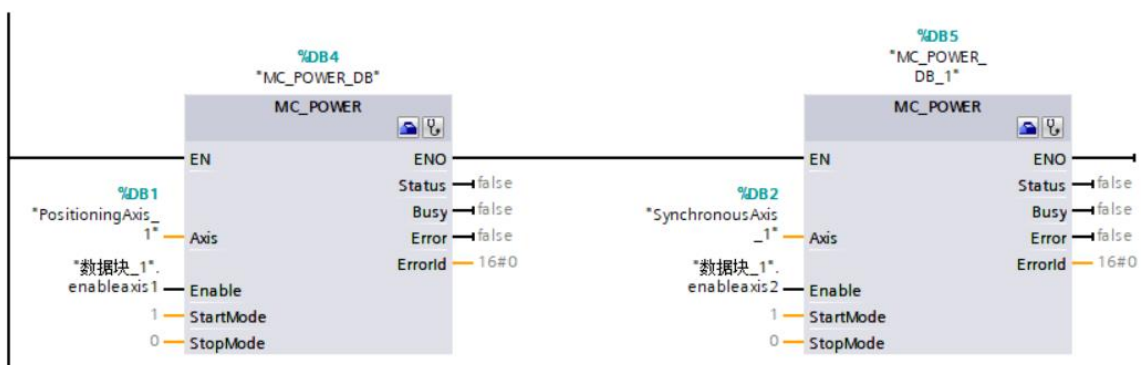 %DB4
"MC_POWER_DB"
MC_POWER
EN
ENO
Status
false
Busy
false
%DB1
"PositioningAxis_
1"
Axis
Error
false
ErrorId
16#0
"数据块_1".
enableaxis1
Enable
1
StartMode
0
StopMode
%DB5
"MC_POWER_
DB_1"
MC_POWER
EN
ENO
Status
false
Busy
false
%DB2
"SynchronousAxis
_1"
Axis
Error
false
ErrorId
16#0
"数据块_1".
enableaxis2
Enable
1
StartMode
0
StopMode